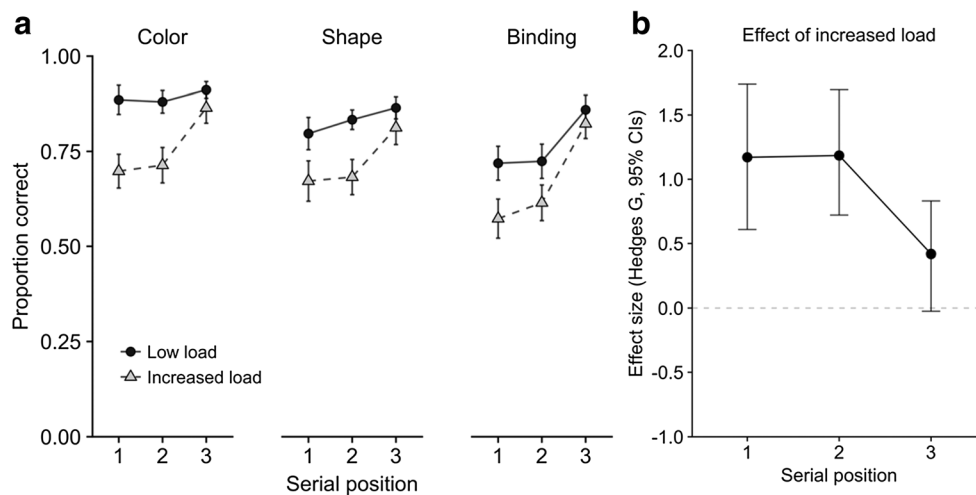 a
Color
Shape
Binding
Proportion correct
1.00
0.75
0.50
0.25
0.00
Low load
Increased load
1 2 3
1 2 3
1 2 3
Serial position
b
Effect of increased load
Effect size (Hedges G, 95% CIs)
2.0
1.5
1.0
0.5
0.0
-0.5
-1.0
1 2 3
Serial position